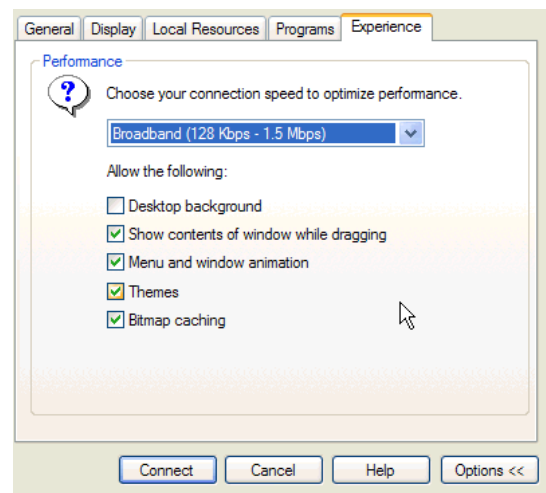 General Display Local Resources Programs Experience
Performance
Choose your connection speed to optimize performance.
Broadband (128 Kbps - 1.5 Mbps)
Allow the following:
Desktop background
Show contents of window while dragging
Menu and window animation
Themes
Bitmap caching
Connect Cancel Help Options <<